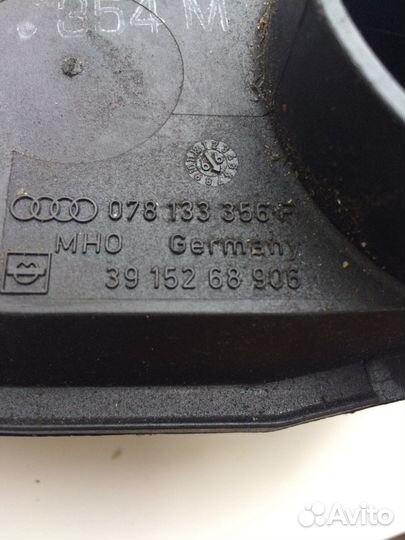 . 354 M
078 133 356 F
MHO Germany
39 152 68 906
Avito